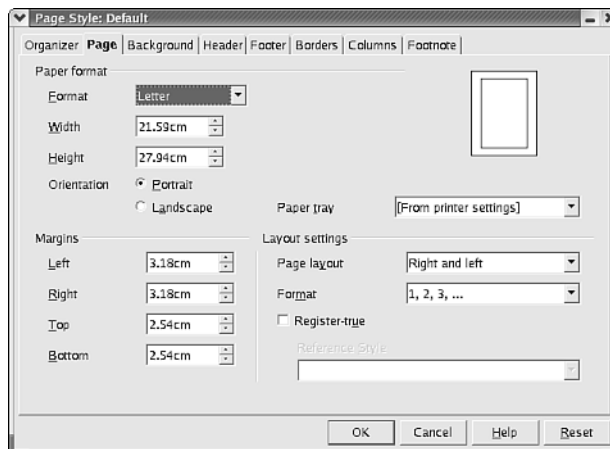 Page Style: Default
Organizer Page Background Header Footer Borders Columns Footnote
Paper format
Format Letter
Width 21.59cm
Height 27.94cm
Orientation Portrait
Landscape
Paper tray [From printer settings]
Margins
Left 3.18cm
Right 3.18cm
Top 2.54cm
Bottom 2.54cm
Layout settings
Page layout Right and left
Format 1, 2, 3, ...
Register-true
Reference Style
OK Cancel Help Reset